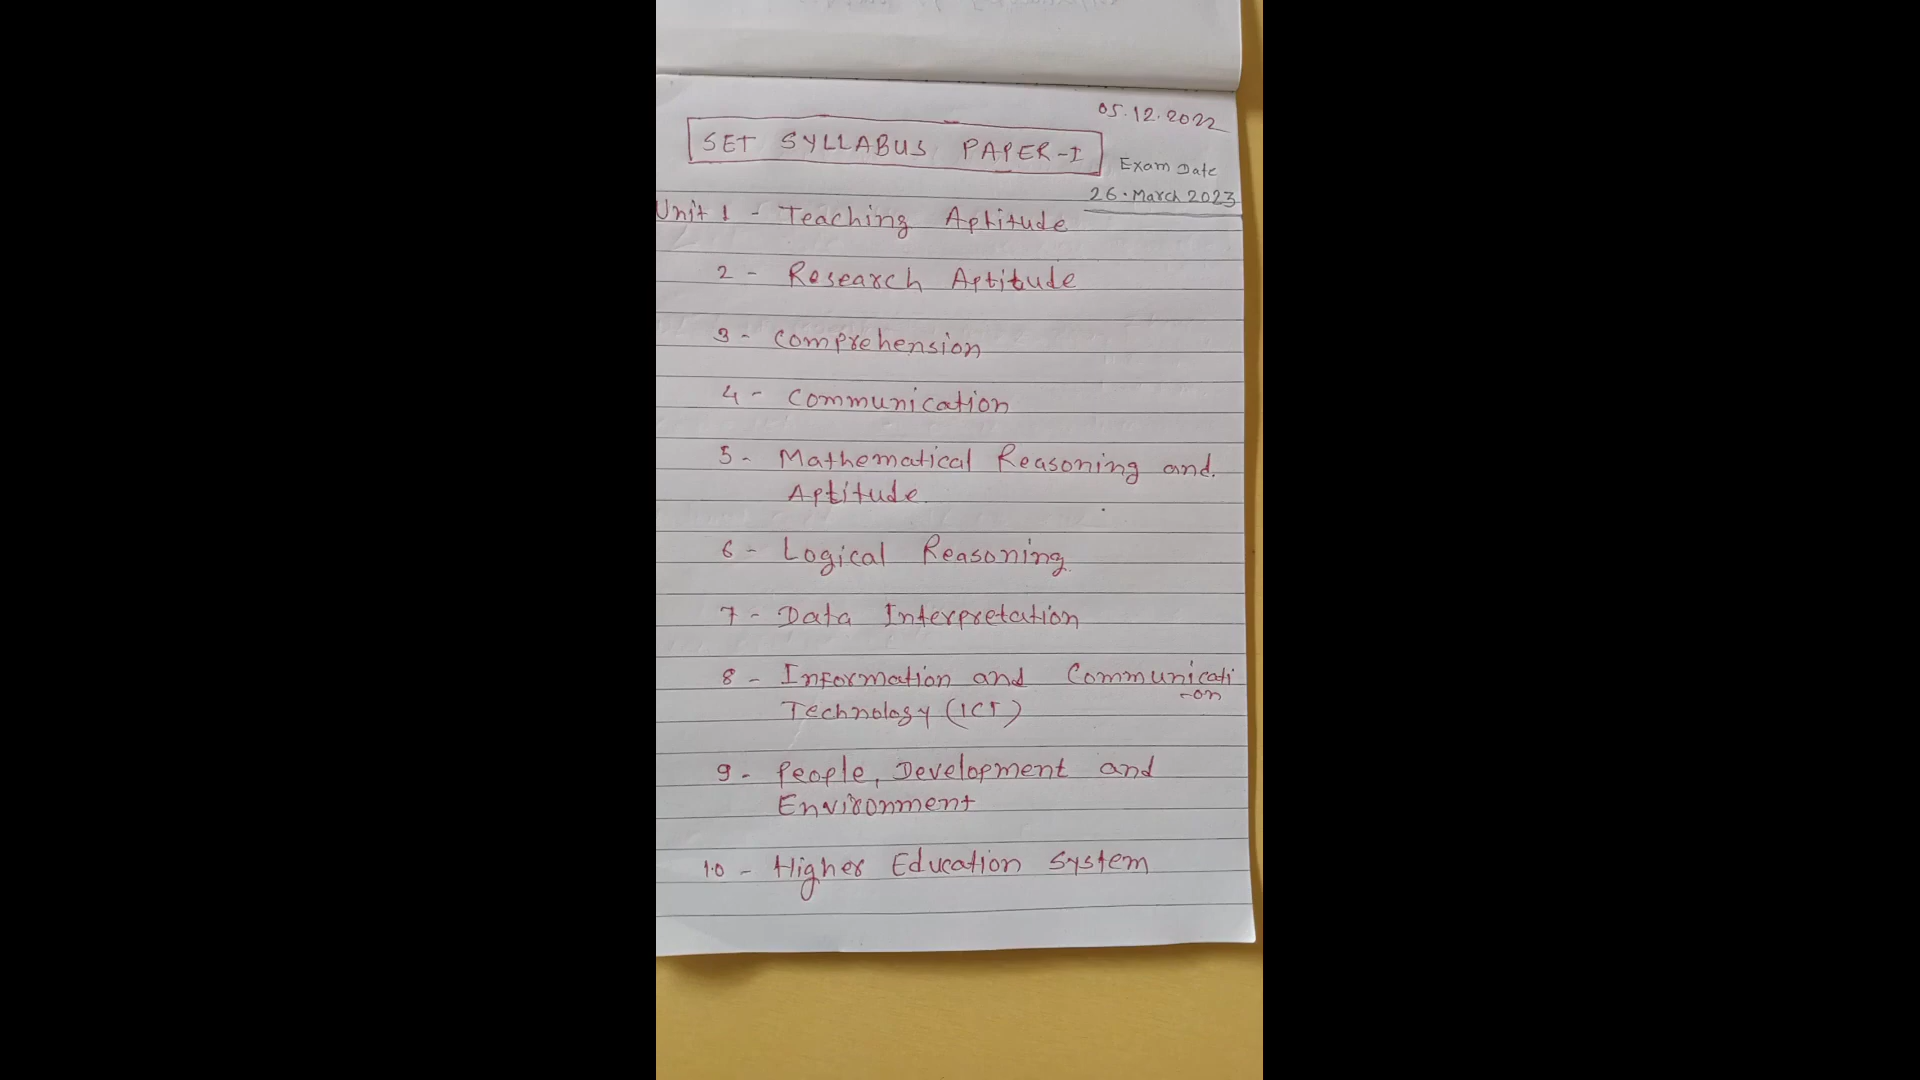 05.12.2022
SET SYLLABUS PAPER-I
Exam Date
26.March 2023
Unit 1 - Teaching Aptitude
2 - Research Aptitude
3 - Comprehension
4 - Communication
5 - Mathematical Reasoning and.
Aptitude.
6 - Logical Reasoning.
7 - Data Interpretation
8 - Information and Communicati
-on
Technology (ICT)
9 - People, Development and
Environment
10 - Higher Education System